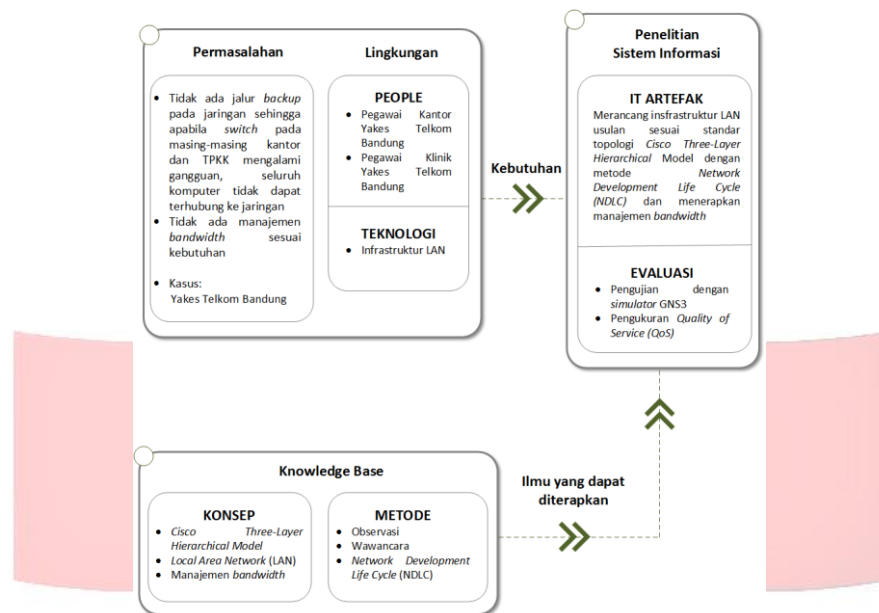 Permasalahan
Tidak ada jalur backup
pada jaringan sehingga
apabila switch pada
masing-masing kantor
dan TPKK mengalami
gangguan, seluruh
komputer tidak dapat
terhubung ke jaringan
Tidak ada manajemen
bandwidth sesuai
kebutuhan
Kasus:
Yakes Telkom Bandung
Lingkungan
PEOPLE
Pegawai Kantor
Yakes Telkom
Bandung
Pegawai Klinik
Yakes Telkom
Bandung
TEKNOLOGI
Infrastruktur LAN
Kebutuhan
Penelitian
Sistem Informasi
IT ARTEFAK
Merancang insfrastruktur LAN
usulan sesuai standar
topologi Cisco Three-Layer
Hierarchical Model dengan
metode Network
Development Life Cycle
(NDLC) dan menerapkan
manajemen bandwidth
EVALUASI
Pengujian dengan
simulator GNS3
Pengukuran Quality of
Service (QoS)
Knowledge Base
KONSEP
Cisco Three-Layer
Hierarchical Model
Local Area Network (LAN)
Manajemen bandwidth
METODE
Observasi
Wawancara
Network Development
Life Cycle (NDLC)
Ilmu yang dapat
diterapkan